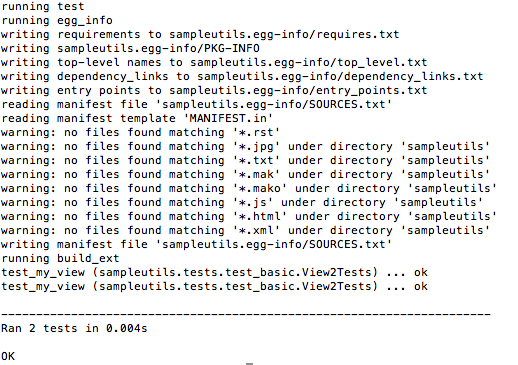 running test
running egg_info
writing requirements to sampleutils.egg-info/requires.txt
writing sampleutils.egg-info/PKG-INFO
writing top-level names to sampleutils.egg-info/top_level.txt
writing dependency_links to sampleutils.egg-info/dependency_links.txt
writing entry points to sampleutils.egg-info/entry_points.txt
reading manifest file 'sampleutils.egg-info/SOURCES.txt'
reading manifest template 'MANIFEST.in'
warning: no files found matching '*.rst'
warning: no files found matching '*.jpg' under directory 'sampleutils'
warning: no files found matching '*.txt' under directory 'sampleutils'
warning: no files found matching '*.mak' under directory 'sampleutils'
warning: no files found matching '*.mako' under directory 'sampleutils'
warning: no files found matching '*.js' under directory 'sampleutils'
warning: no files found matching '*.html' under directory 'sampleutils'
warning: no files found matching '*.xml' under directory 'sampleutils'
writing manifest file 'sampleutils.egg-info/SOURCES.txt'
running build_ext
test_my_view (sampleutils.tests.test_basic.View2Tests) ... ok
test_my_view (sampleutils.tests.test_basic.View2Tests) ... ok
----------------------------------------------------------------------
Ran 2 tests in 0.004s
OK